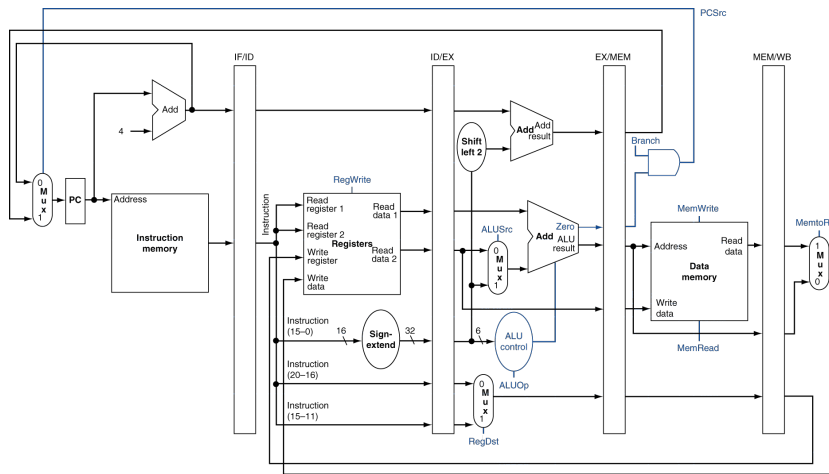 PCSrc
IF/ID
ID/EX
EX/MEM
MEM/WB
Add
4
Add
Add
result
Shift
left 2
Branch
0
M
u
x
1
PC
Address
Instruction
memory
Instruction
RegWrite
Read
register 1
Read
register 2
Write
register
Write
data
Registers
Read
data 1
Read
data 2
ALUSrc
0
M
u
x
1
Zero
Add
ALU
result
MemWrite
Address
Read
data
Data
memory
Write
data
MemRead
MemtoR
1
M
u
x
0
Instruction
(15–0)
16
Sign-
extend
32
6
ALU
control
ALUOp
Instruction
(20–16)
Instruction
(15–11)
0
M
u
x
1
RegDst